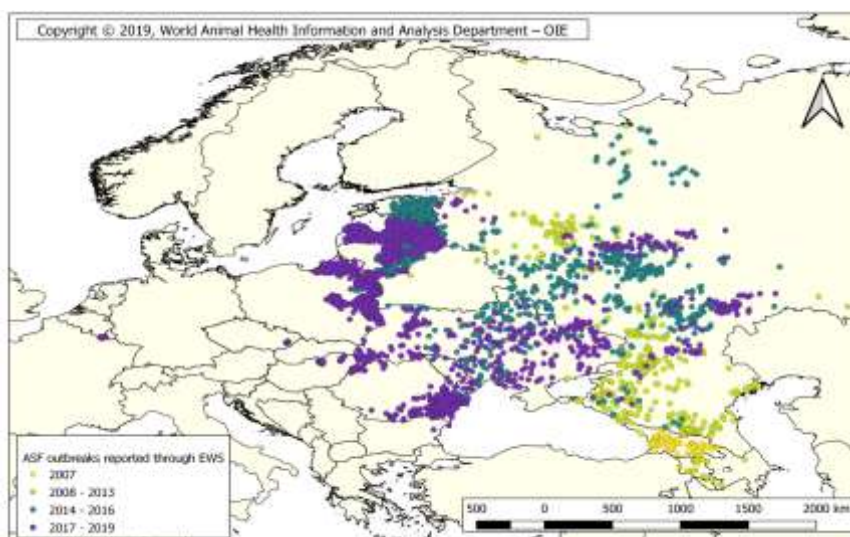 Copyright © 2019, World Animal Health Information and Analysis Department – OIE
ASF outbreaks reported through EWS
2007
2008 - 2013
2014 - 2016
2017 - 2019
500 0 500 1000 1500 2000 km